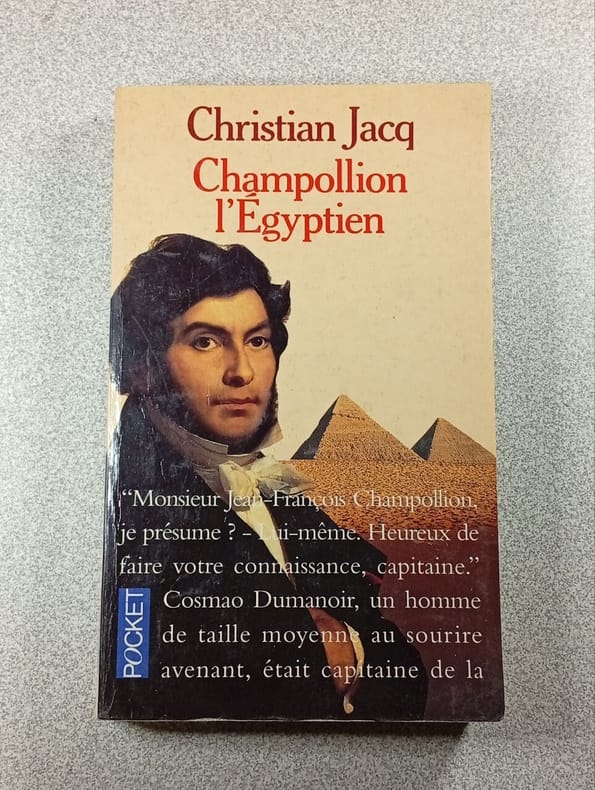 Christian Jacq
Champollion
l'Égyptien
“Monsieur Jean-François Champollion,
je présume ? – Lui-même. Heureux de
faire votre connaissance, capitaine.”
Cosmao Dumanoir, un homme
de taille moyenne au sourire
avenant, était capitaine de la
POCKET